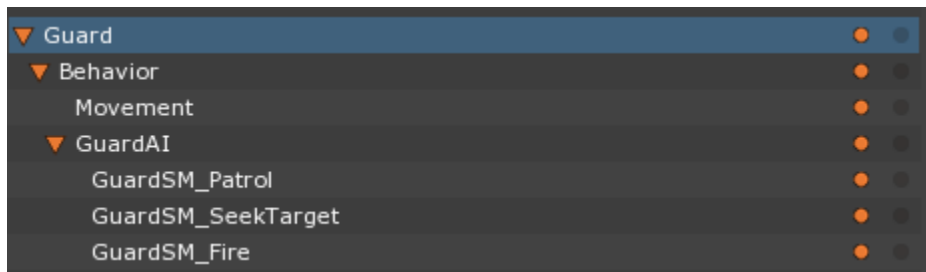 Guard
Behavior
Movement
GuardAI
GuardSM_Patrol
GuardSM_SeekTarget
GuardSM_Fire